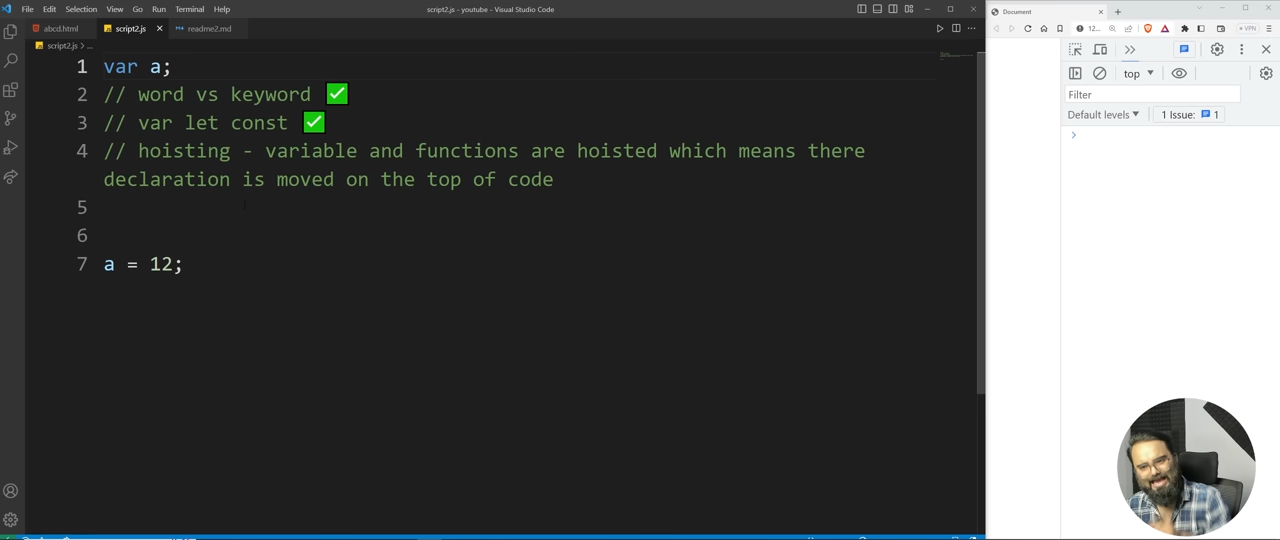 File Edit Selection View Go Run Terminal Help
script2.js - youtube - Visual Studio Code
Document
abcd.html script2.js readme2.md
12... VPN
script2.js > ...
1 var a;
2 // word vs keyword ✅
3 // var let const ✅
4 // hoisting - variable and functions are hoisted which means there
declaration is moved on the top of code
5
6
7 a = 12;
top
Filter
Default levels 1 Issue: 1